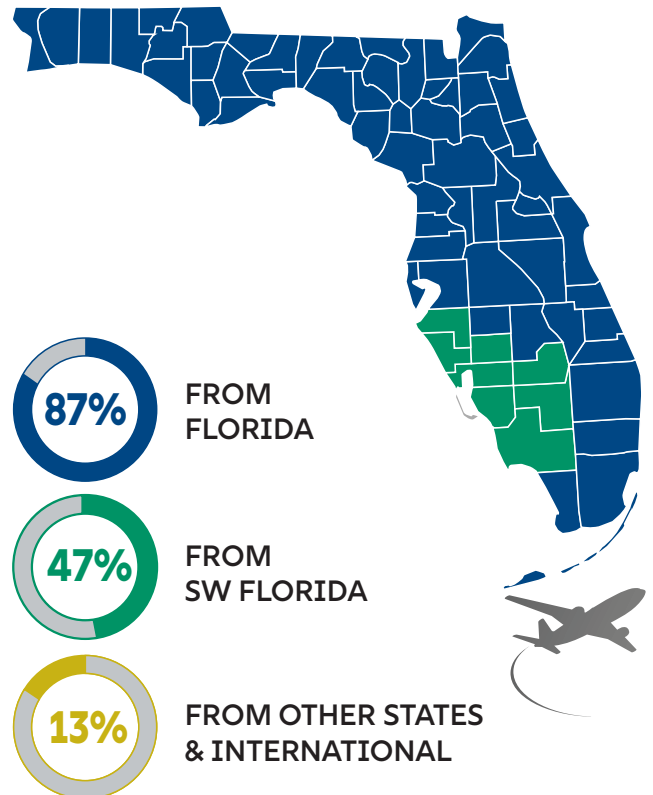 87%
FROM
FLORIDA
47%
FROM
SW FLORIDA
13%
FROM OTHER STATES
& INTERNATIONAL